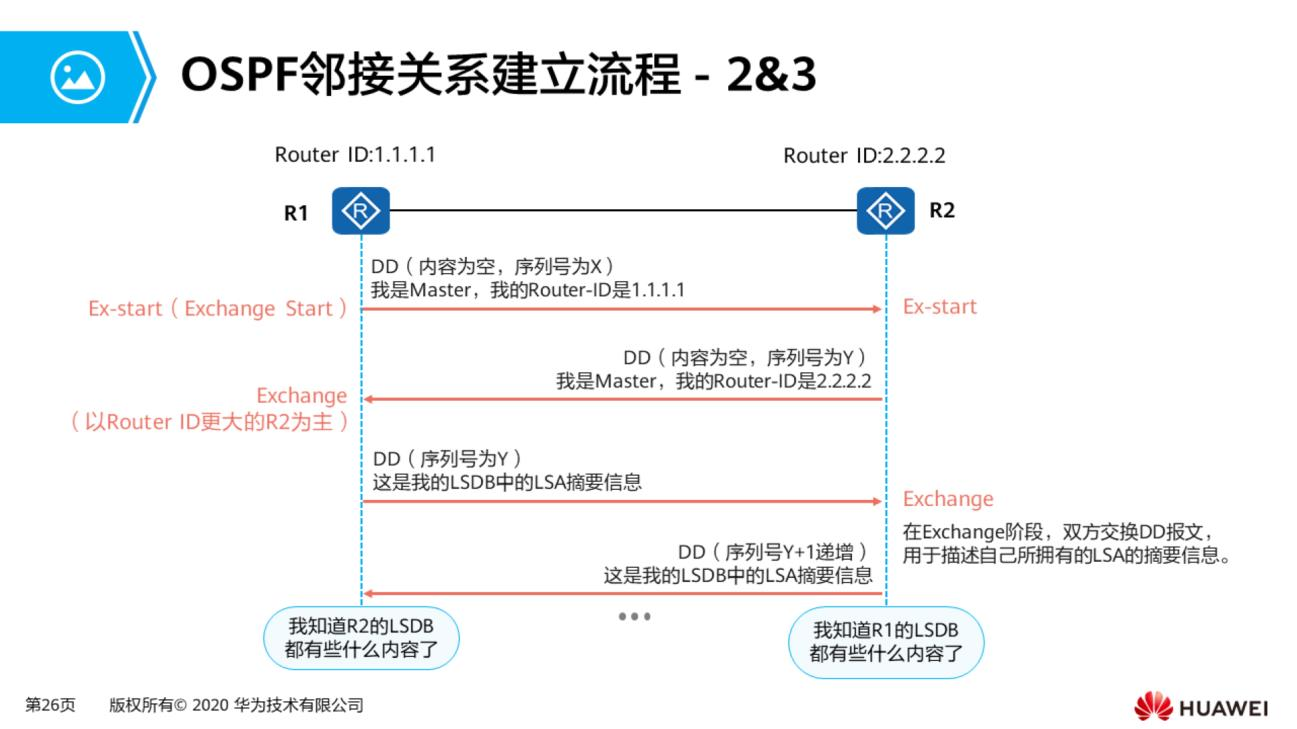 OSPF邻接关系建立流程 - 2&3
Router ID:1.1.1.1
Router ID:2.2.2.2
R1
R
R
R2
DD（内容为空，序列号为X）
我是Master，我的Router-ID是1.1.1.1
Ex-start（Exchange Start）
Ex-start
DD（内容为空，序列号为Y）
我是Master，我的Router-ID是2.2.2.2
Exchange
（以Router ID更大的R2为主）
DD（序列号为Y）
这是我的LSDB中的LSA摘要信息
Exchange
在Exchange阶段，双方交换DD报文，
用于描述自己所拥有的LSA的摘要信息。
DD（序列号Y+1递增）
这是我的LSDB中的LSA摘要信息
•••
我知道R2的LSDB
都有些什么内容了
我知道R1的LSDB
都有些什么内容了
第26页
版权所有© 2020 华为技术有限公司
HUAWEI